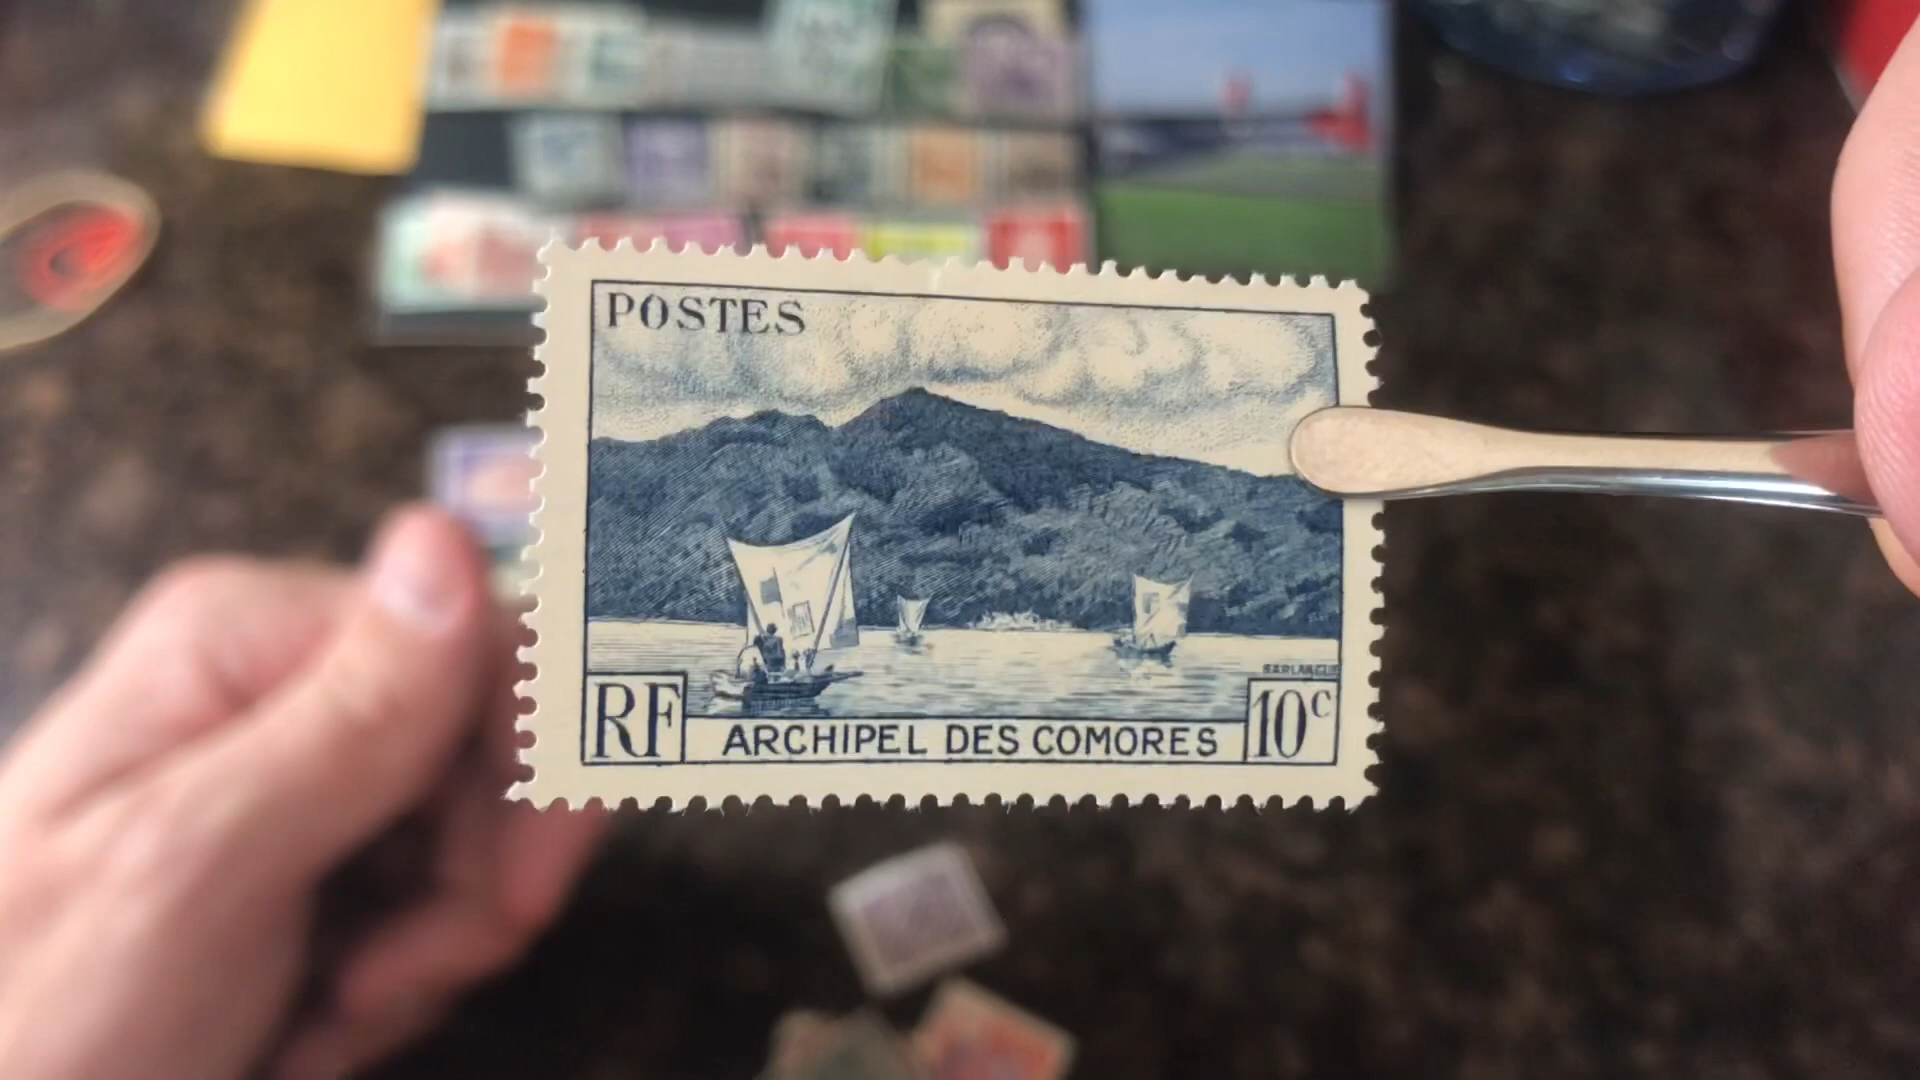 POSTES
RF
ARCHIPEL DES COMORES
10c